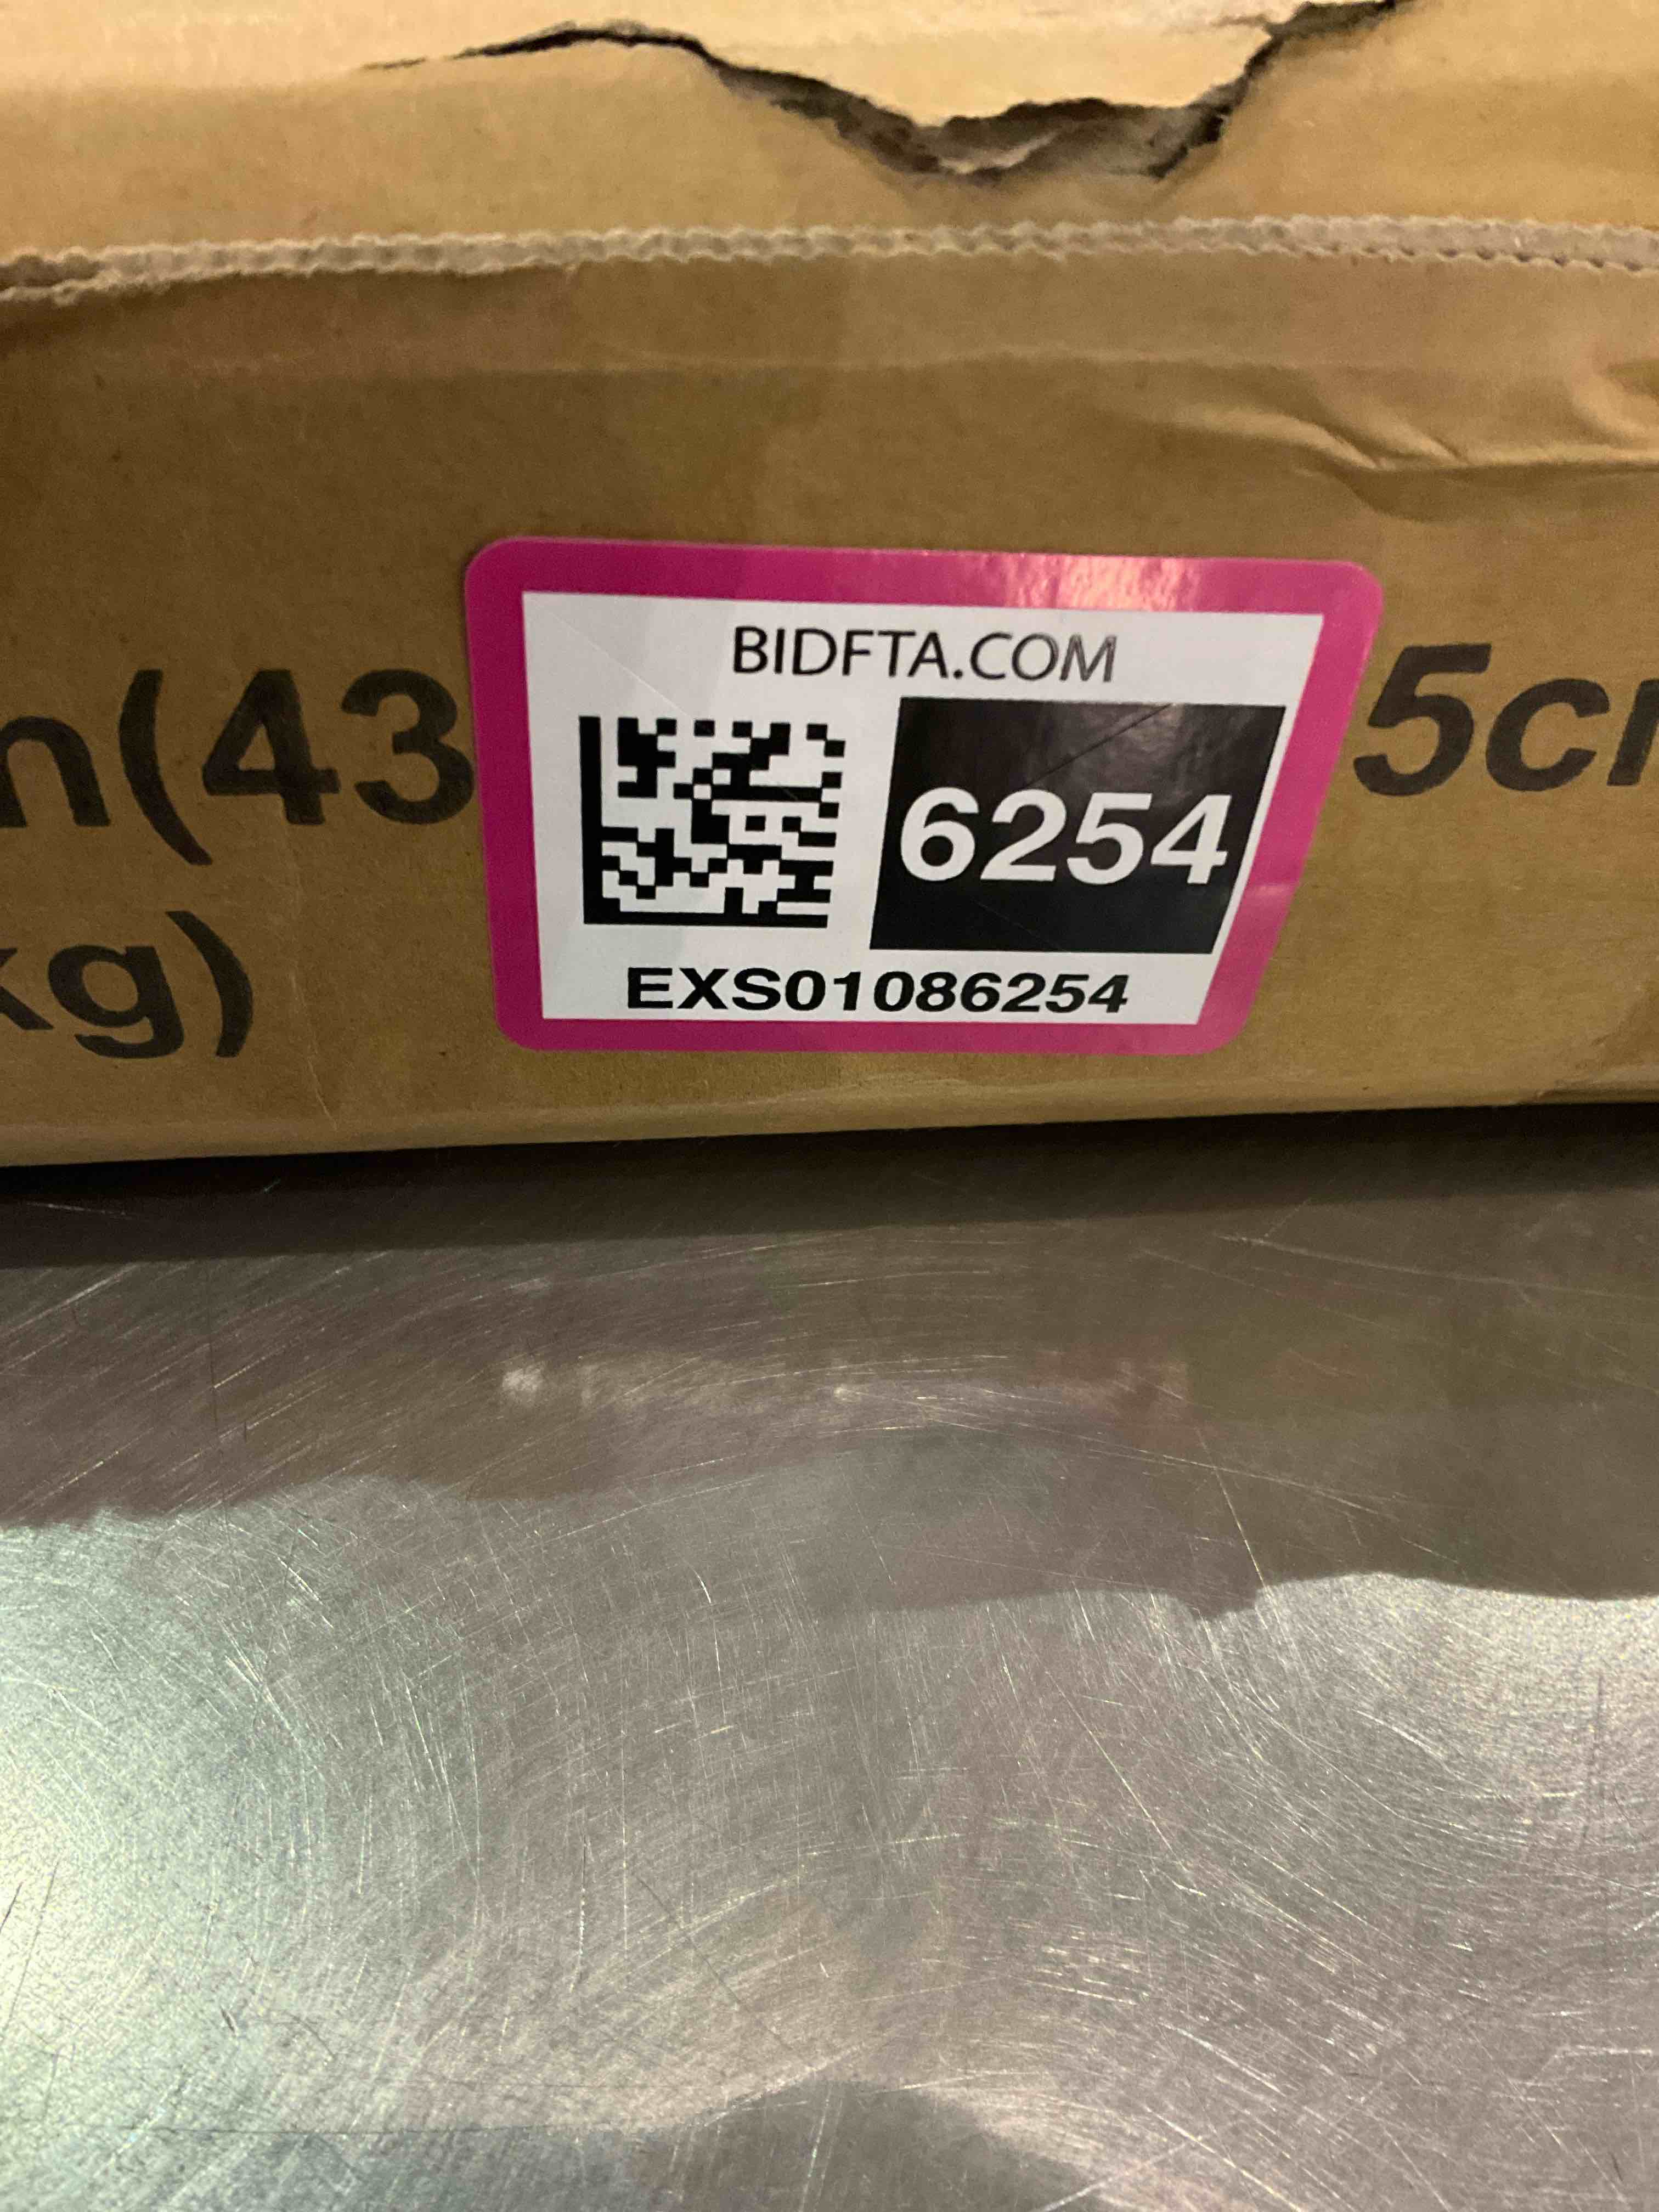 BIDFTA.COM
n(43
5c
6254
kg)
EXS01086254